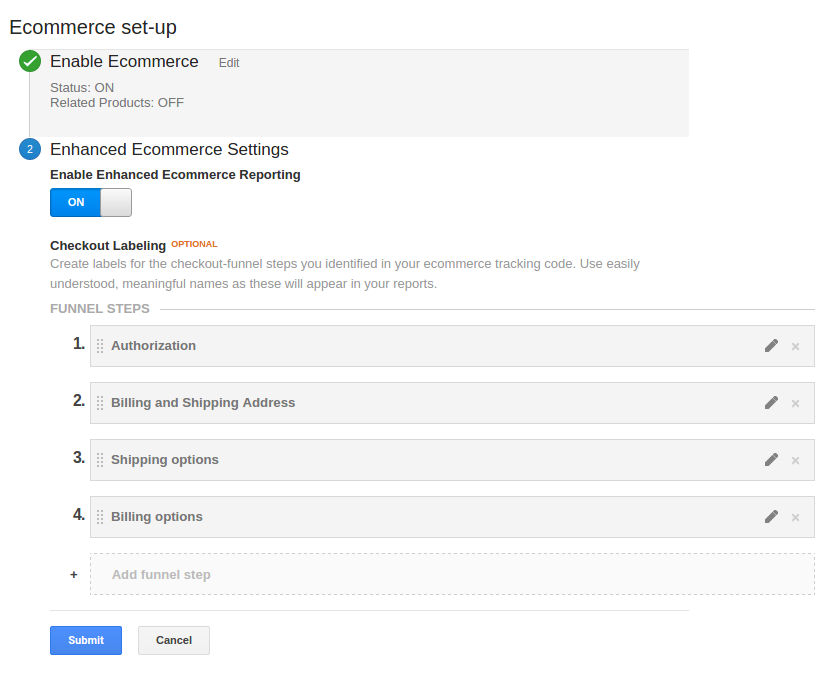 Ecommerce set-up
Enable Ecommerce Edit
Status: ON
Related Products: OFF
2 Enhanced Ecommerce Settings
Enable Enhanced Ecommerce Reporting
ON
Checkout Labeling OPTIONAL
Create labels for the checkout-funnel steps you identified in your ecommerce tracking code. Use easily
understood, meaningful names as these will appear in your reports.
FUNNEL STEPS
1. Authorization
2. Billing and Shipping Address
3. Shipping options
4. Billing options
+ Add funnel step
Submit Cancel